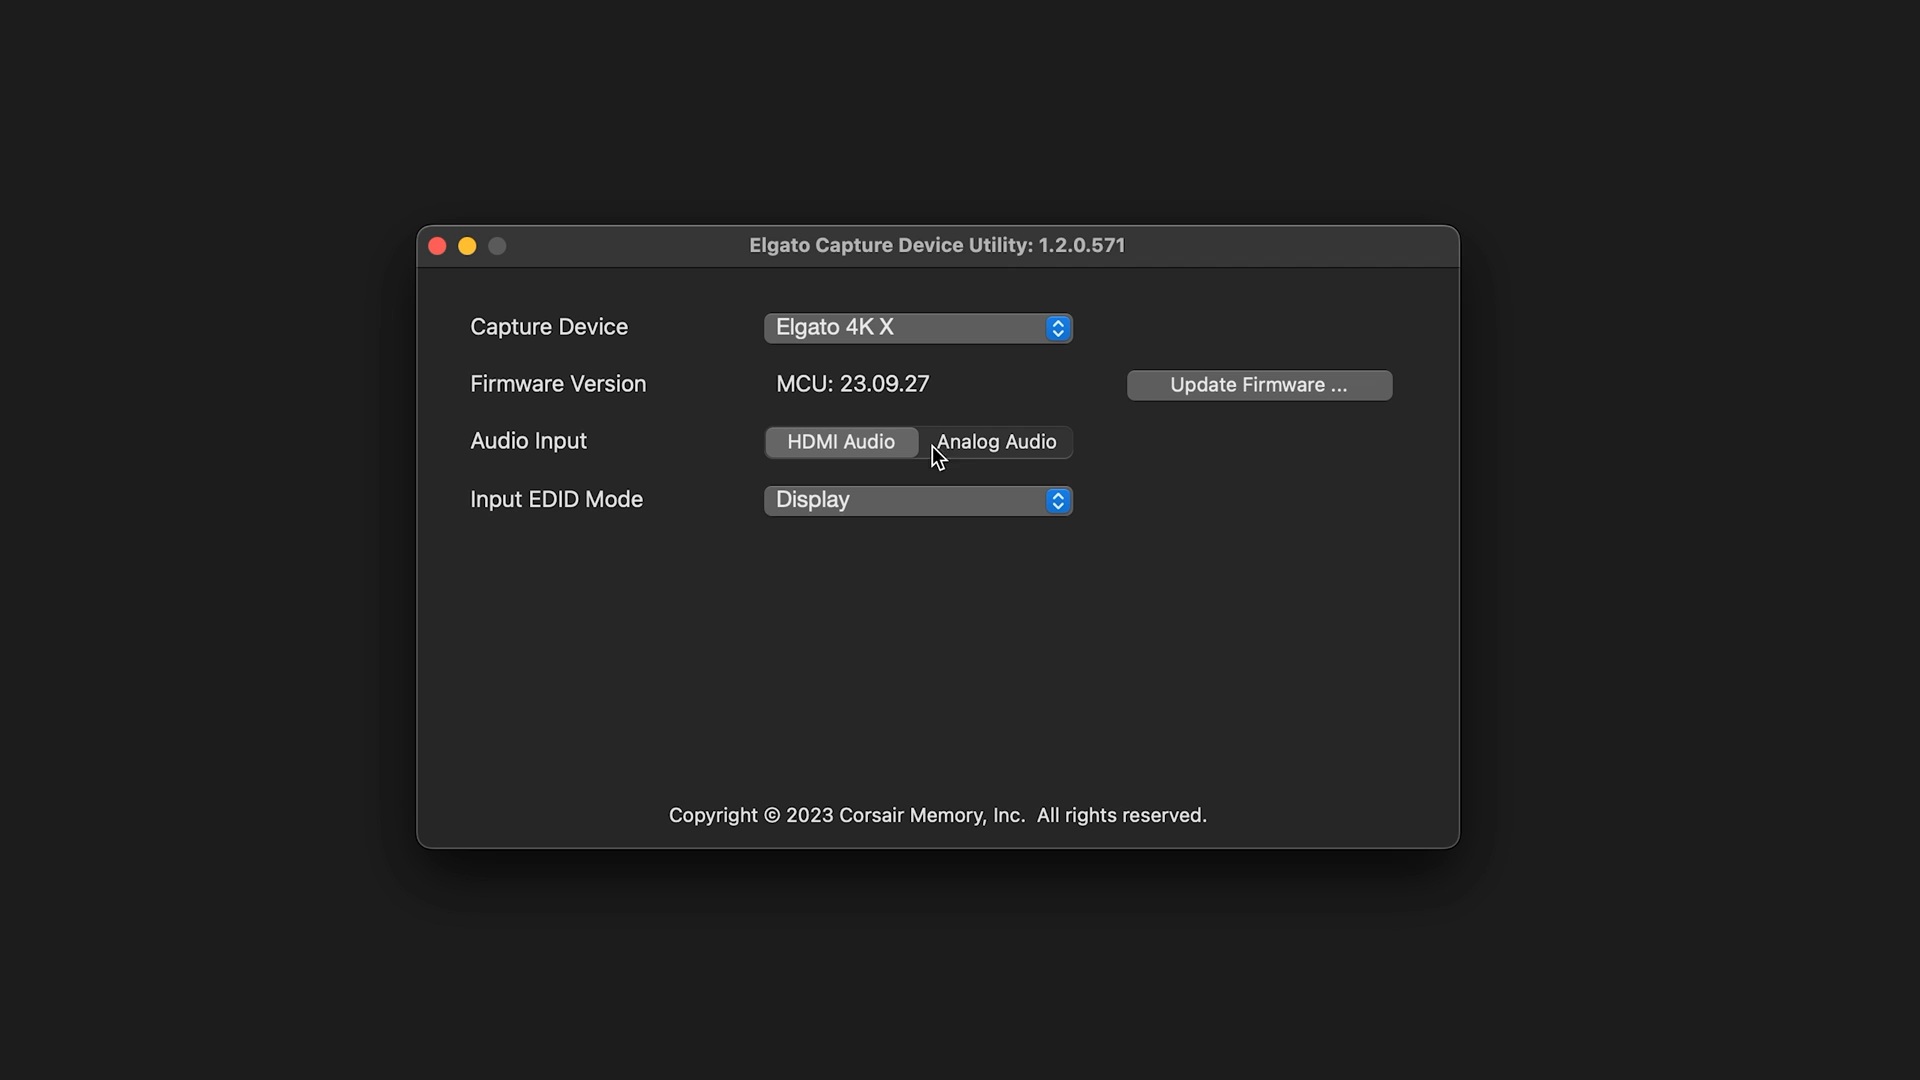 Elgato Capture Device Utility: 1.2.0.571
Capture Device Elgato 4K X
Firmware Version MCU: 23.09.27 Update Firmware ...
Audio Input HDMI Audio Analog Audio
Input EDID Mode Display
Copyright © 2023 Corsair Memory, Inc. All rights reserved.